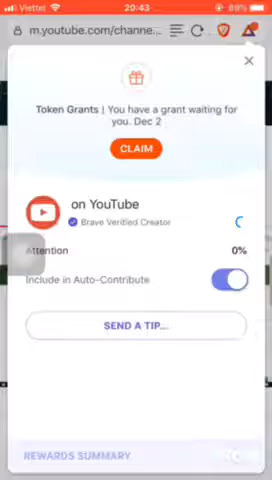 Viettel 20:43 89%
m.youtube.com/channe...
Token Grants | You have a grant waiting for
you. Dec 2
CLAIM
on YouTube
Brave Verified Creator
Attention 0%
Include in Auto-Contribute
SEND A TIP...
REWARDS SUMMARY